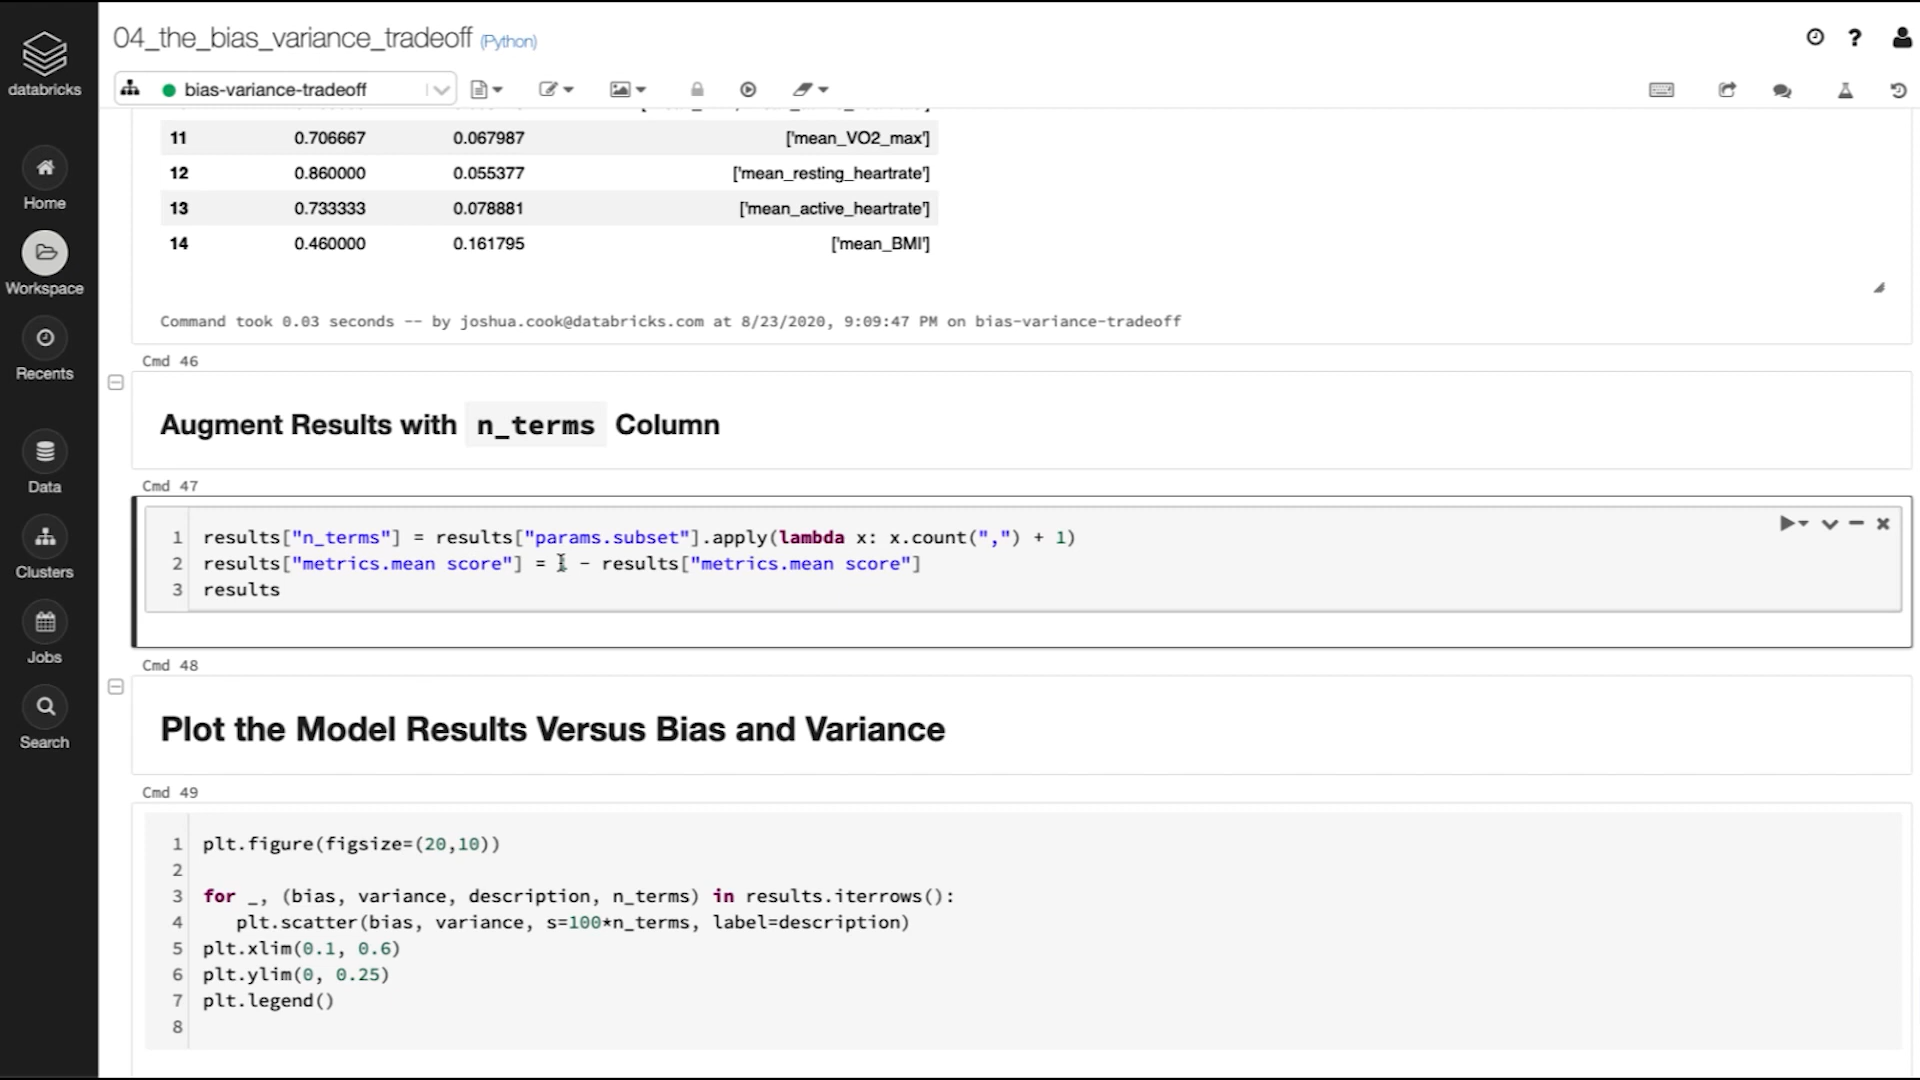 04_the_bias_variance_tradeoff (Python)
databricks
bias-variance-tradeoff
11 0.706667 0.067987 ['mean_VO2_max']
12 0.860000 0.055377 ['mean_resting_heartrate']
13 0.733333 0.078881 ['mean_active_heartrate']
14 0.460000 0.161795 ['mean_BMI']
Command took 0.03 seconds -- by joshua.cook@databricks.com at 8/23/2020, 9:09:47 PM on bias-variance-tradeoff
Home
Workspace
Recents
Data
Clusters
Jobs
Search
Cmd 46
Augment Results with n_terms Column
Cmd 47
1 results["n_terms"] = results["params.subset"].apply(lambda x: x.count(",") + 1)
2 results["metrics.mean score"] = - results["metrics.mean score"]
3 results
Cmd 48
Plot the Model Results Versus Bias and Variance
Cmd 49
1 plt.figure(figsize=(20,10))
2
3 for _, (bias, variance, description, n_terms) in results.iterrows():
4 plt.scatter(bias, variance, s=100*n_terms, label=description)
5 plt.xlim(0.1, 0.6)
6 plt.ylim(0, 0.25)
7 plt.legend()
8